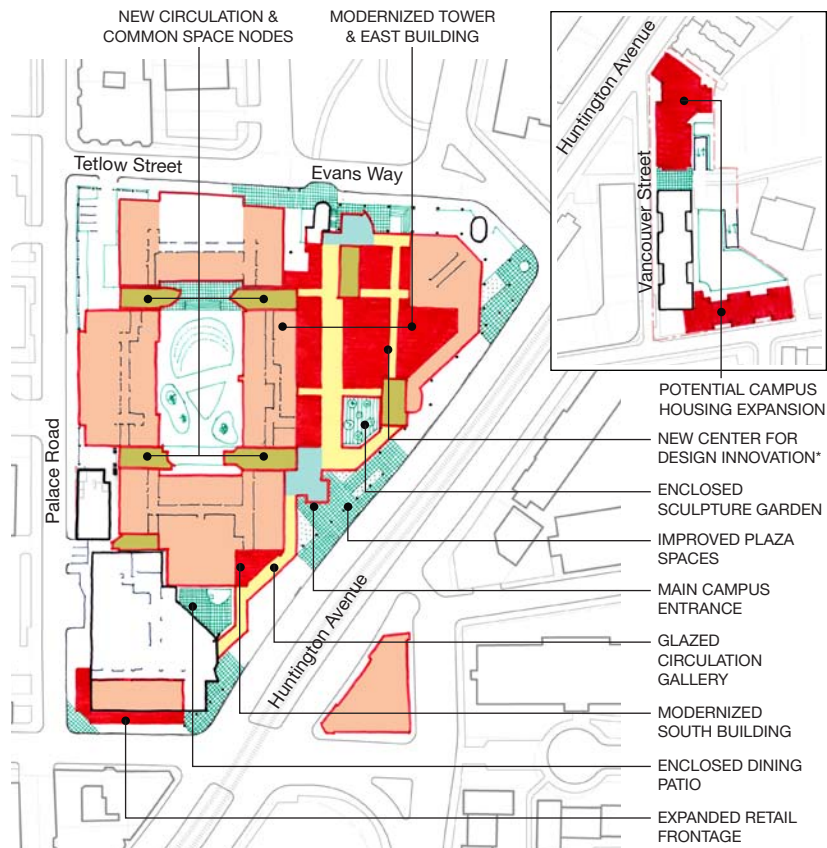 NEW CIRCULATION &
COMMON SPACE NODES
MODERNIZED TOWER
& EAST BUILDING
Huntington Avenue
Vancouver Street
Tetlow Street
Evans Way
Palace Road
Huntington Avenue
POTENTIAL CAMPUS
HOUSING EXPANSION
NEW CENTER FOR
DESIGN INNOVATION*
ENCLOSED
SCULPTURE GARDEN
IMPROVED PLAZA
SPACES
MAIN CAMPUS
ENTRANCE
GLAZED
CIRCULATION
GALLERY
MODERNIZED
SOUTH BUILDING
ENCLOSED DINING
PATIO
EXPANDED RETAIL
FRONTAGE